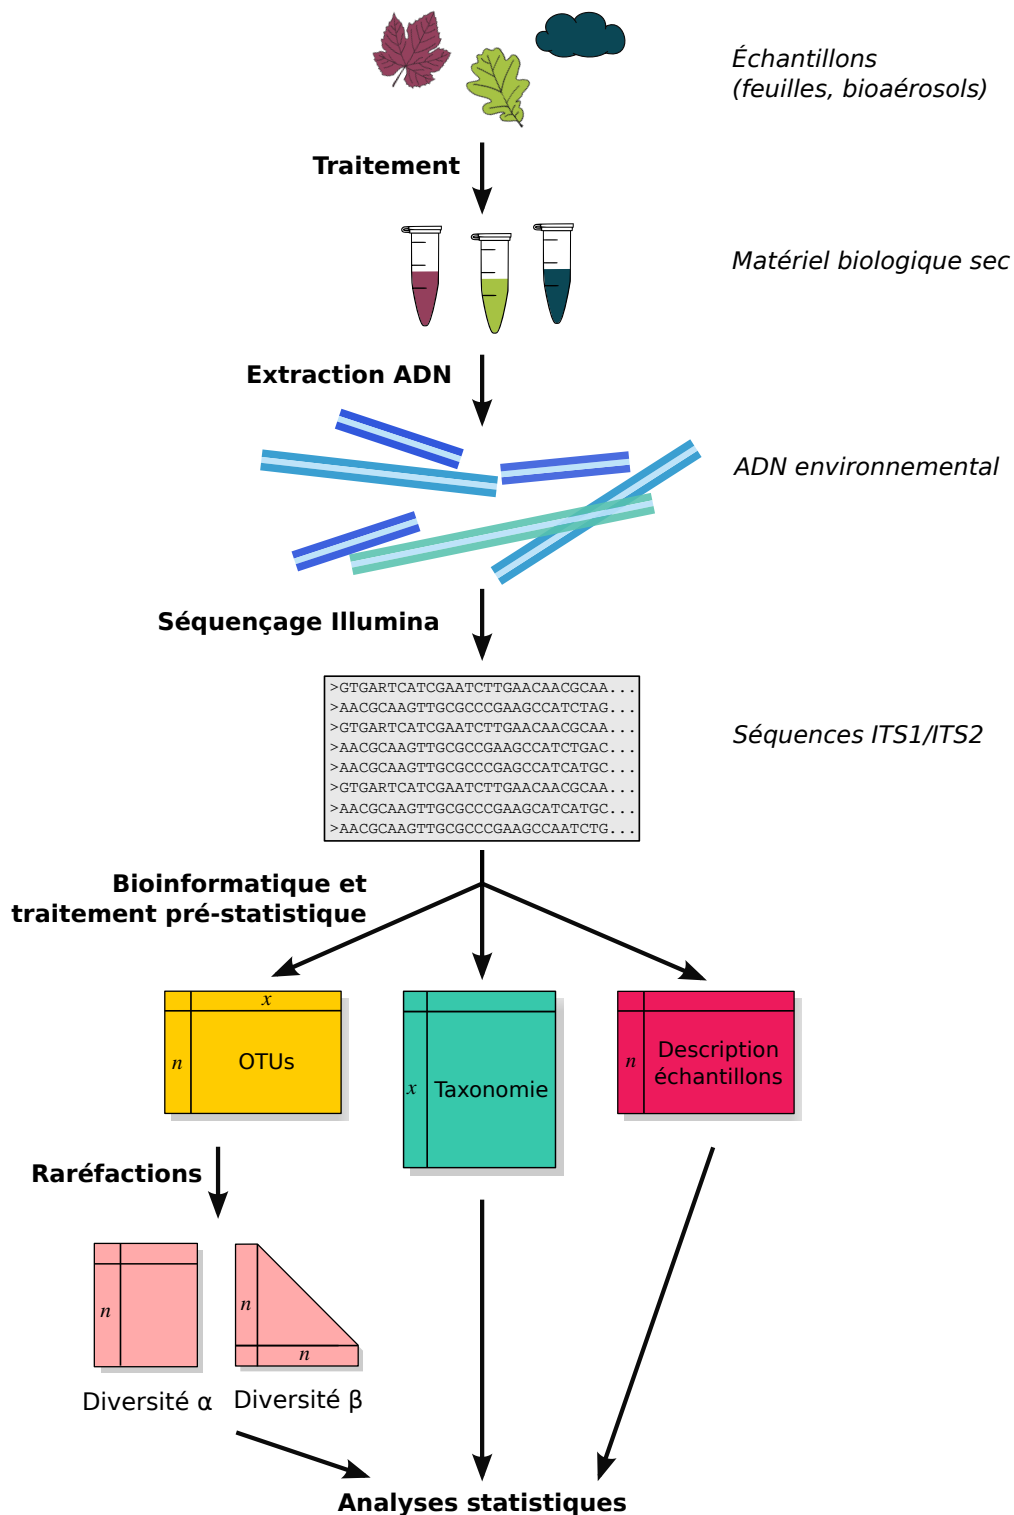 Échantillons
(feuilles, bioaérosols)
Traitement
Matériel biologique sec
Extraction ADN
ADN environnemental
Séquençage Illumina
>GTGARTCATCGAATCTTGAACAACGCAA...
>AACGCAAGTTGCGCCCGAAGCCATCTAG...
>GTGARTCATCGAATCTTGAACAACGCAA...
>AACGCAAGTTGCGCCGAAGCCATCTGAC...
>AACGCAAGTTGCGCCCGAGCCATCATGC...
>GTGARTCATCGAATCTTGAACAACGCAA...
>AACGCAAGTTGCGCCCGAAGCATCATGC...
>AACGCAAGTTGCGCCCGAAGCCAATCTG...
Séquences ITS1/ITS2
Bioinformatique et
traitement pré-statistique
x
n
OTUs
x
Taxonomie
n
Description
échantillons
Raréfactions
n
n
n
Diversité α
Diversité β
Analyses statistiques